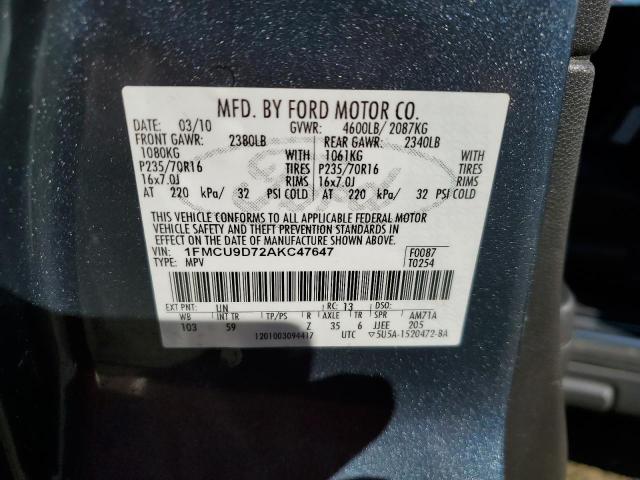 MFD. BY FORD MOTOR CO.
DATE: 03/10 GVWR: 4600LB/ 2087KG
FRONT GAWR: 2380LB REAR GAWR: 2340LB
1080KG WITH 1061KG WITH
P235/70R16 TIRES P235/70R16 TIRES
16x7.0J RIMS 16x7.0J RIMS
AT 220 kPa/ 32 PSI COLD AT 220 kPa/ 32 PSI COLD
THIS VEHICLE CONFORMS TO ALL APPLICABLE FEDERAL MOTOR
VEHICLE SAFETY AND THEFT PREVENTION STANDARDS IN
EFFECT ON THE DATE OF MANUFACTURE SHOWN ABOVE.
VIN: 1FMCU9D72AKC47647 F0087
TYPE: MPV T0254
EXT PNT: UN RC: 13 DSO:
WB INT TR TP/PS R AXLE TR SPR AM71A
103 59 Z 35 6 JJEE 205
1201003094417 UTC ▽5U5A-1520472-BA
Ford